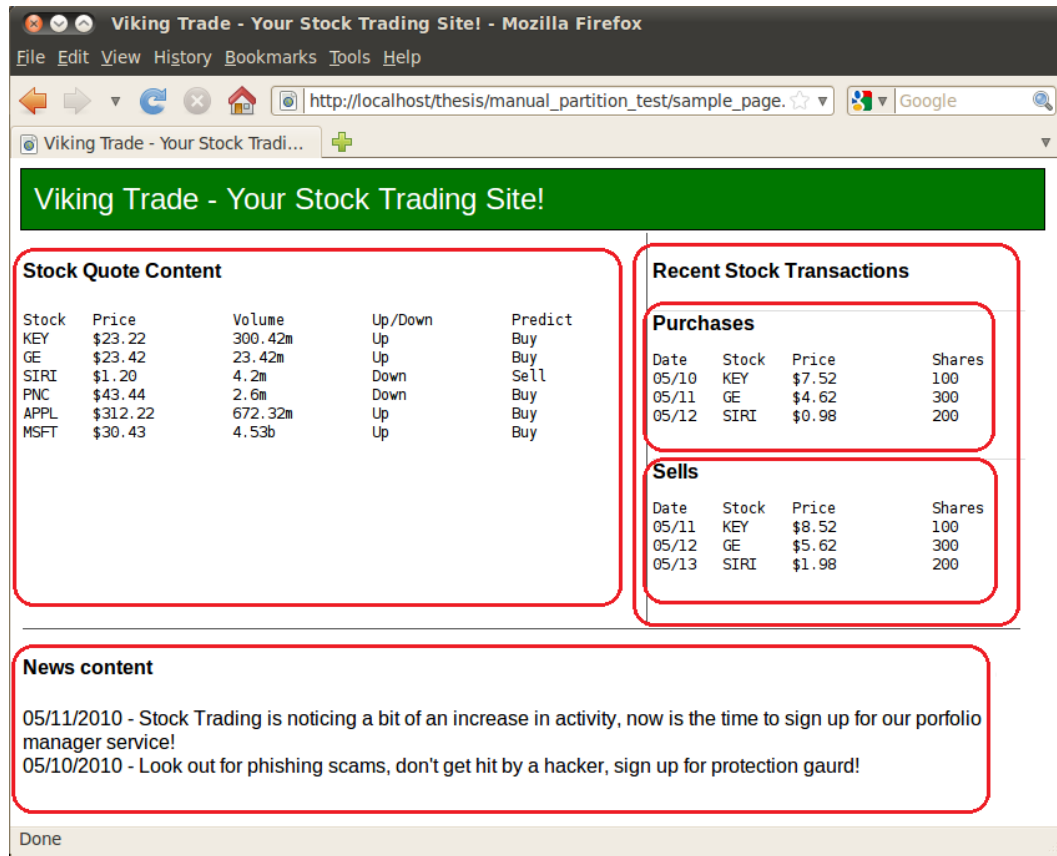 Viking Trade - Your Stock Trading Site! - Mozilla Firefox
File Edit View History Bookmarks Tools Help
http://localhost/thesis/manual_partition_test/sample_page. Google
Viking Trade - Your Stock Tradi...
Viking Trade - Your Stock Trading Site!
Stock Quote Content
Stock Price Volume Up/Down Predict
KEY $23.22 300.42m Up Buy
GE $23.42 23.42m Up Buy
SIRI $1.20 4.2m Down Sell
PNC $43.44 2.6m Down Buy
APPL $312.22 672.32m Up Buy
MSFT $30.43 4.53b Up Buy
Recent Stock Transactions
Purchases
Date Stock Price Shares
05/10 KEY $7.52 100
05/11 GE $4.62 300
05/12 SIRI $0.98 200
Sells
Date Stock Price Shares
05/11 KEY $8.52 100
05/12 GE $5.62 300
05/13 SIRI $1.98 200
News content
05/11/2010 - Stock Trading is noticing a bit of an increase in activity, now is the time to sign up for our porfolio
manager service!
05/10/2010 - Look out for phishing scams, don't get hit by a hacker, sign up for protection gaurd!
Done